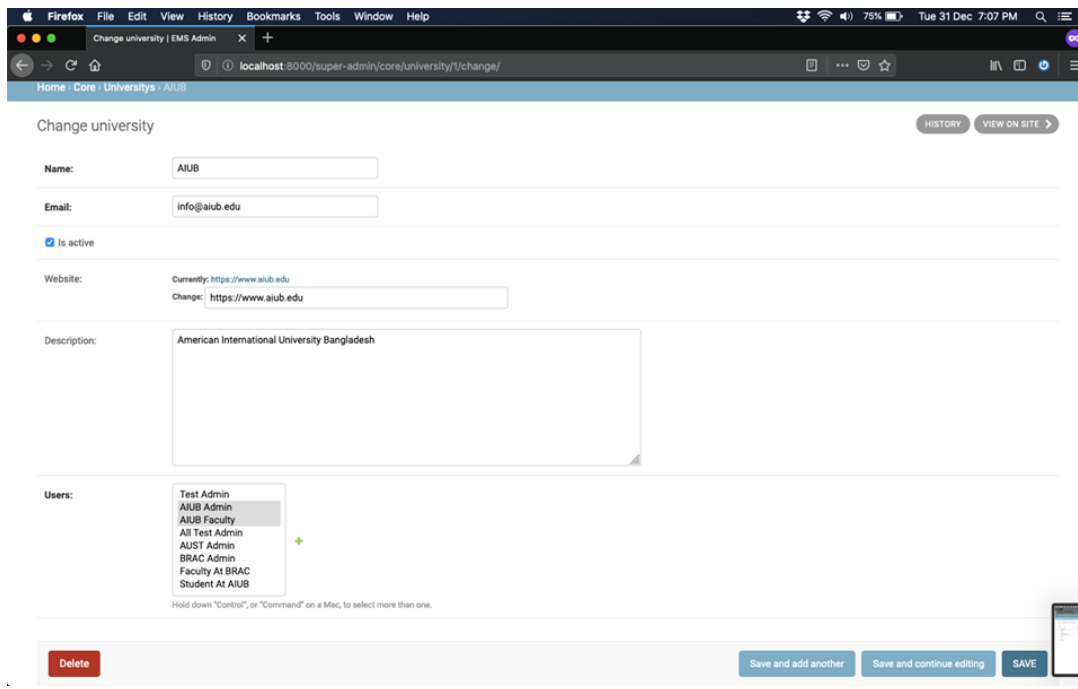 Firefox File Edit View History Bookmarks Tools Window Help 75% Tue 31 Dec 7:07 PM
Change university | EMS Admin
localhost:8000/super-admin/core/university/1/change/
Home › Core › Universitys › AIUB
Change university
HISTORY VIEW ON SITE
Name: AIUB
Email: info@aiub.edu
Is active
Website: Currently: https://www.aiub.edu
Change: https://www.aiub.edu
Description: American International University Bangladesh
Users: Test Admin
AIUB Admin
AIUB Faculty
All Test Admin
AUST Admin
BRAC Admin
Faculty At BRAC
Student At AIUB
Hold down "Control", or "Command" on a Mac, to select more than one.
Delete Save and add another Save and continue editing SAVE